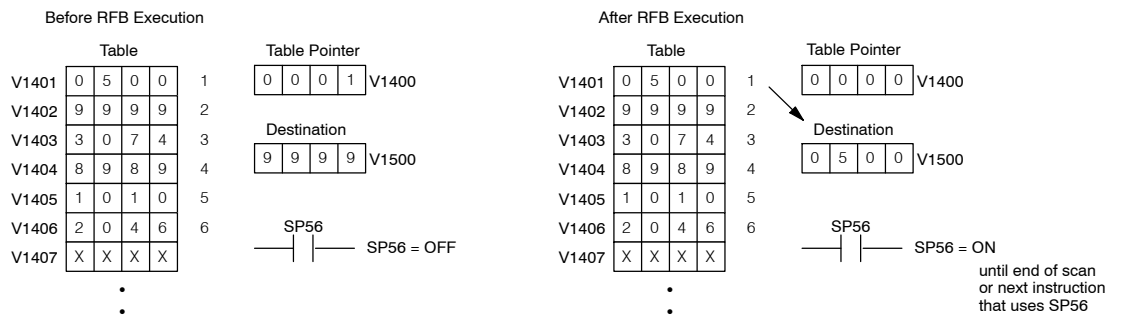 Before RFB Execution
Table
Table Pointer
V1401 0 5 0 0 1
0 0 0 1 V1400
V1402 9 9 9 9 2
Destination
V1403 3 0 7 4 3
9 9 9 9 V1500
V1404 8 9 8 9 4
V1405 1 0 1 0 5
V1406 2 0 4 6 6
SP56
SP56 = OFF
V1407 X X X X
After RFB Execution
Table
Table Pointer
V1401 0 5 0 0 1
0 0 0 0 V1400
V1402 9 9 9 9 2
Destination
V1403 3 0 7 4 3
0 5 0 0 V1500
V1404 8 9 8 9 4
V1405 1 0 1 0 5
V1406 2 0 4 6 6
SP56
SP56 = ON
V1407 X X X X
until end of scan
or next instruction
that uses SP56